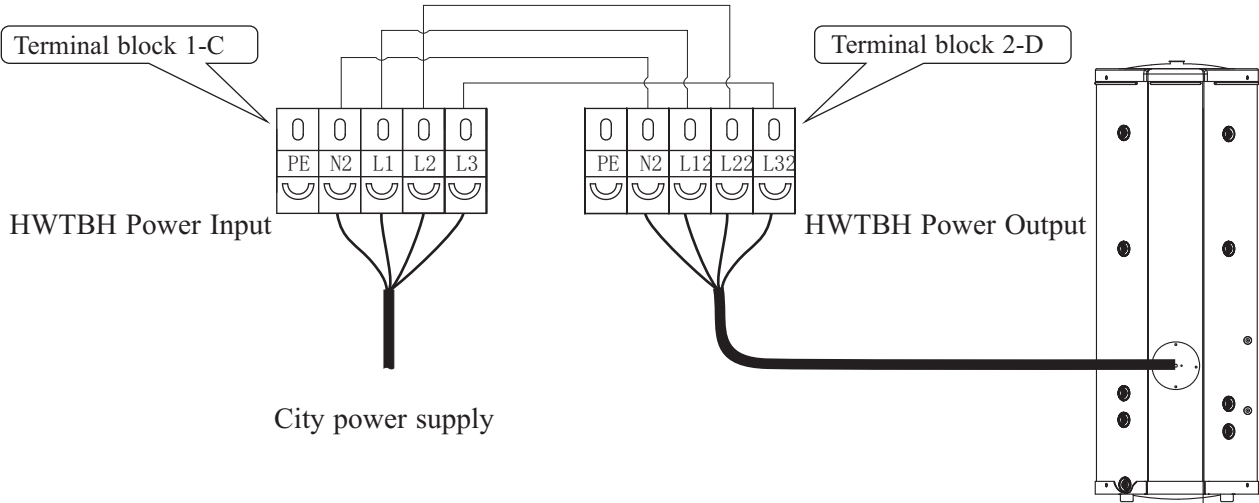 Terminal block 1-C
Terminal block 2-D
PE N2 L1 L2 L3
PE N2 L12 L22 L32
HWTBH Power Input
HWTBH Power Output
City power supply